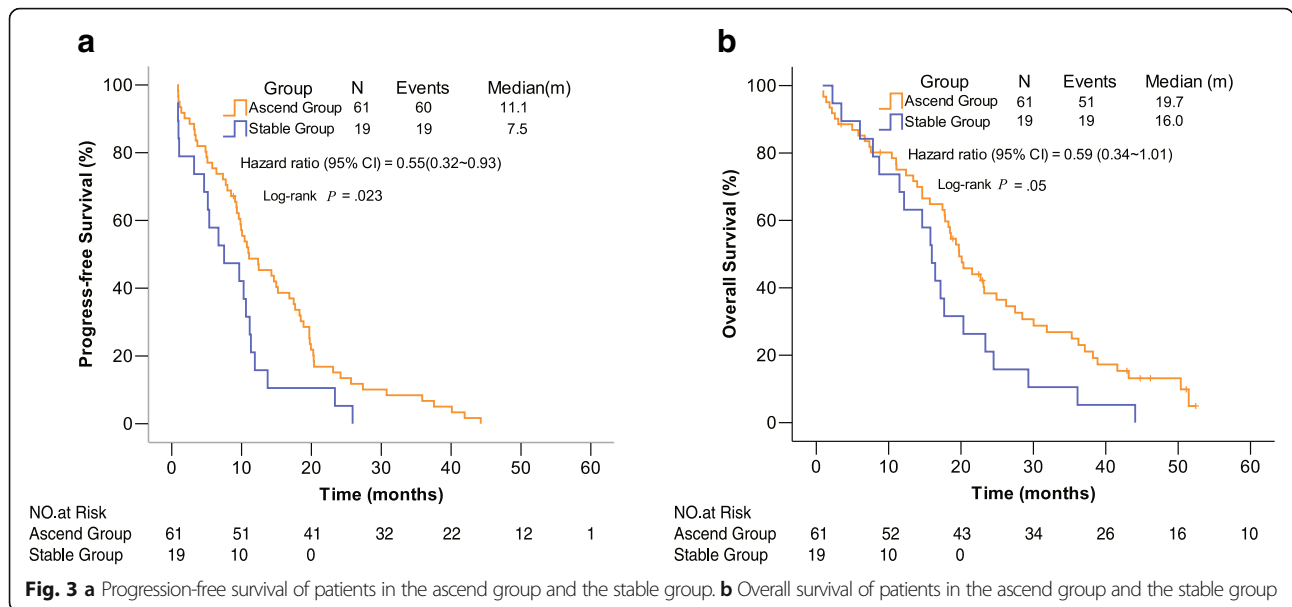 a
Group N Events Median(m)
Ascend Group 61 60 11.1
Stable Group 19 19 7.5
Hazard ratio (95% CI) = 0.55(0.32~0.93)
Log-rank P = .023
Progress-free Survival (%)
100
80
60
40
20
0
0 10 20 30 40 50 60
Time (months)
NO.at Risk
Ascend Group 61 51 41 32 22 12 1
Stable Group 19 10 0
b
Group N Events Median (m)
Ascend Group 61 51 19.7
Stable Group 19 19 16.0
Hazard ratio (95% CI) = 0.59 (0.34~1.01)
Log-rank P = .05
Overall Survival (%)
100
80
60
40
20
0
0 10 20 30 40 50 60
Time (months)
NO.at Risk
Ascend Group 61 52 43 34 26 16 10
Stable Group 19 10 0
Fig. 3 a Progression-free survival of patients in the ascend group and the stable group. b Overall survival of patients in the ascend group and the stable group